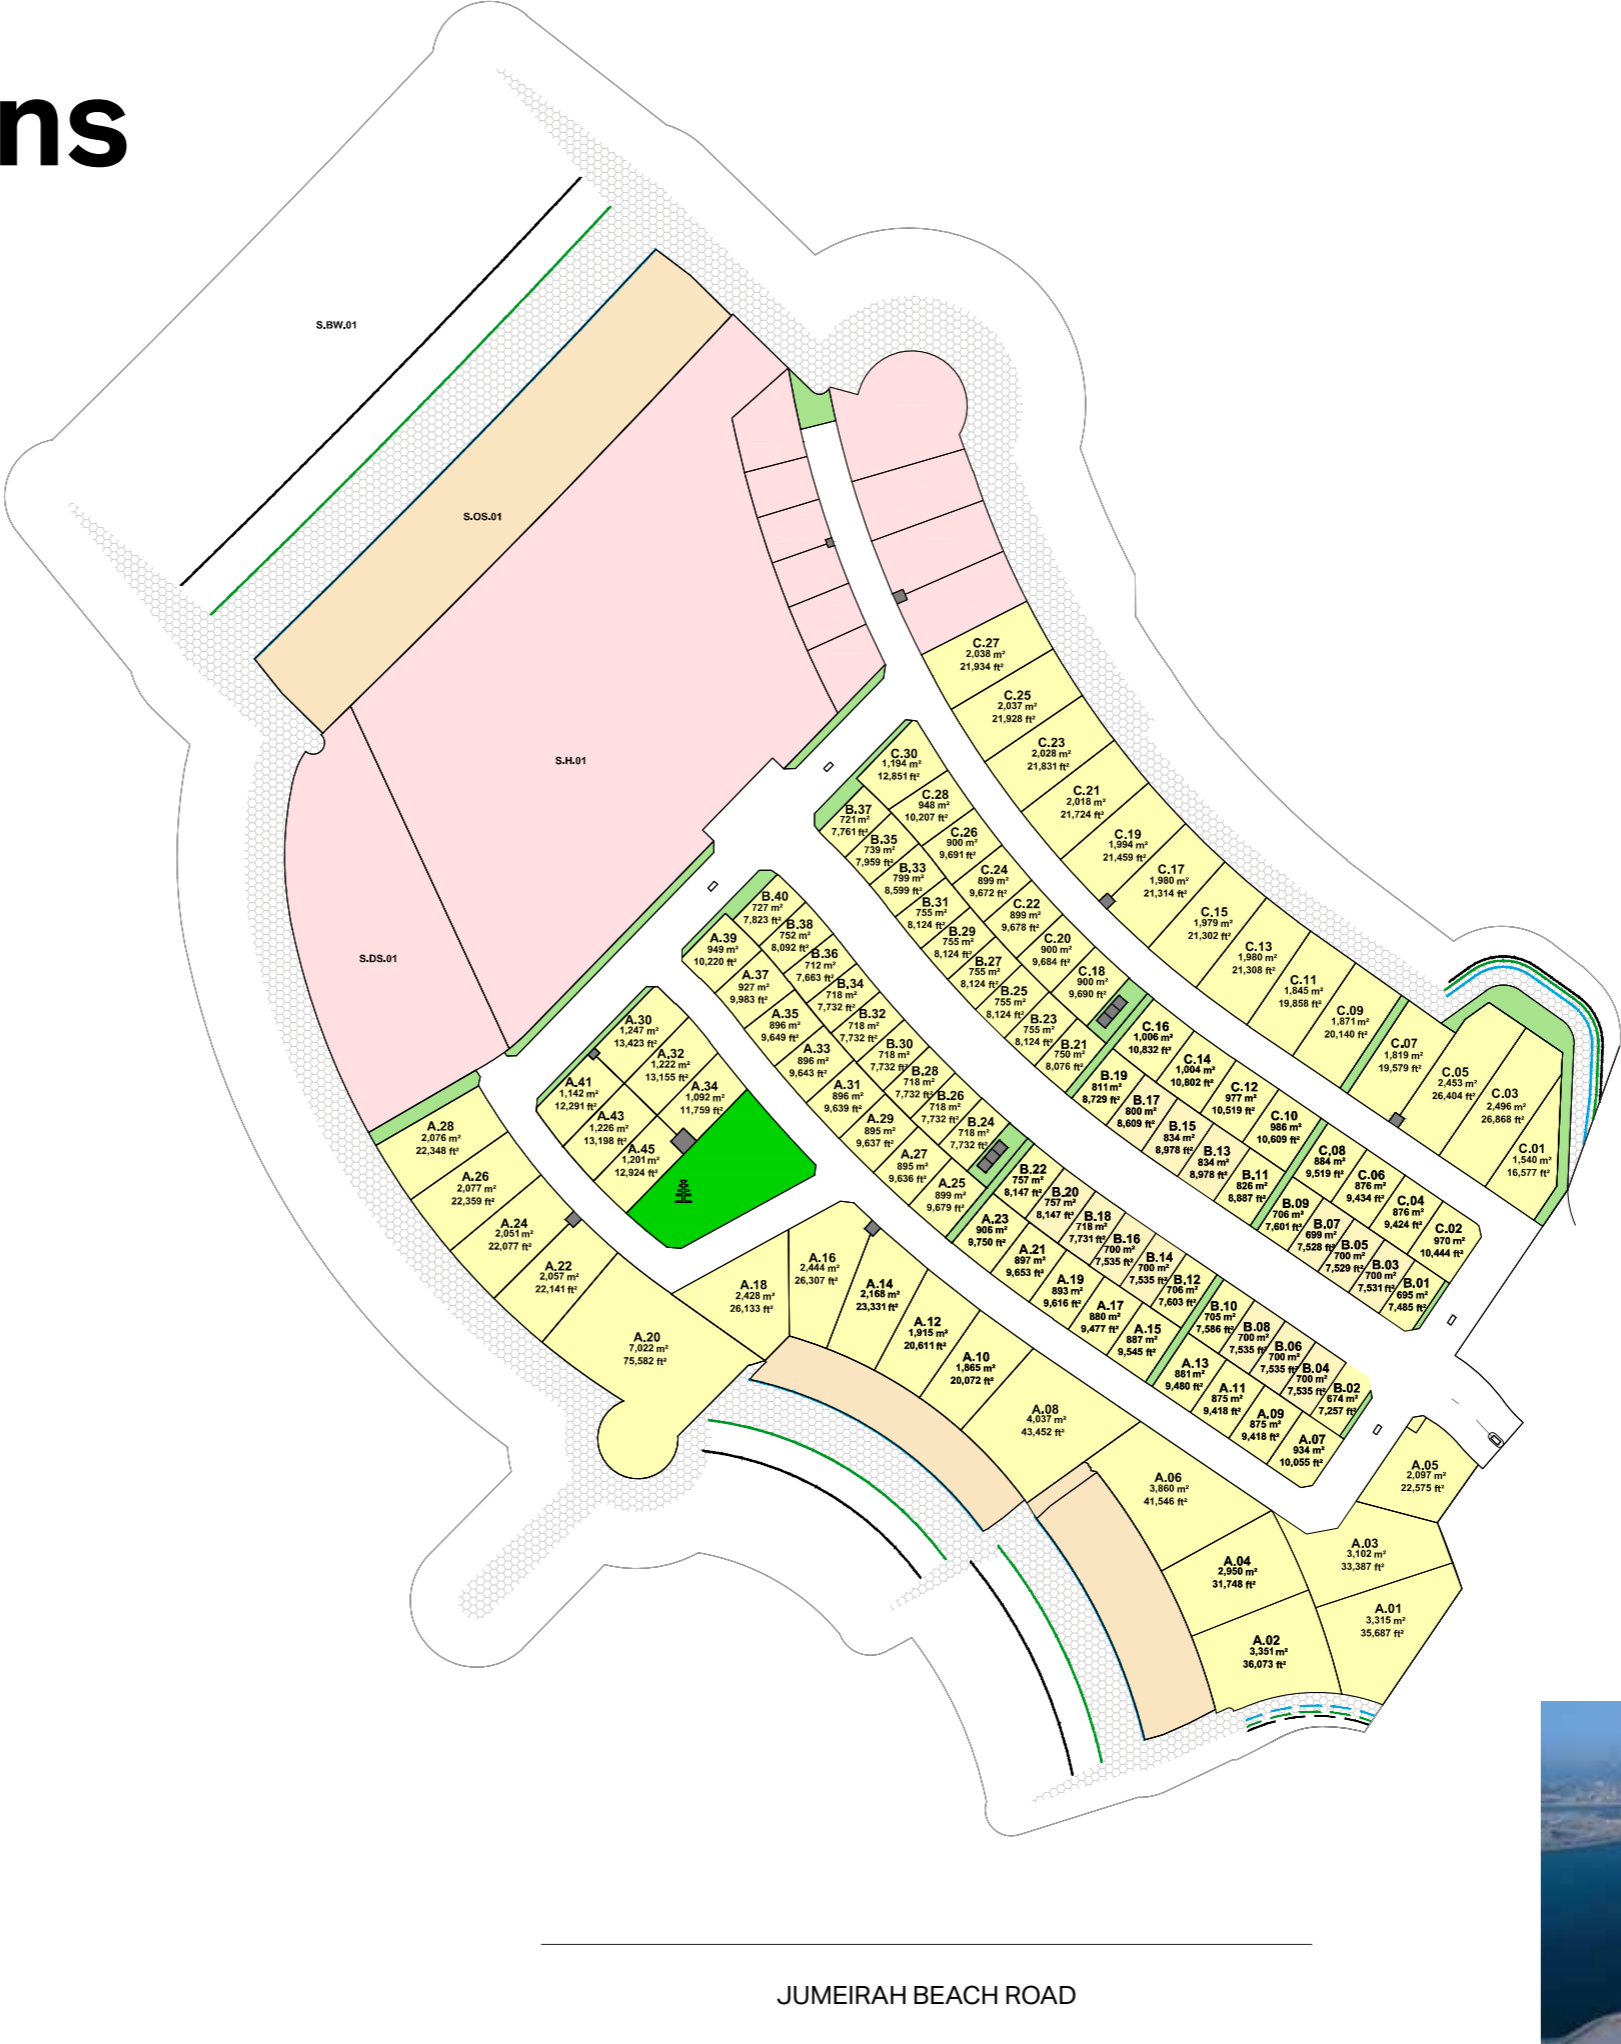 ns
S.BW.01
S.OS.01
S.H.01
S.DS.01
C.27
2,038 m²
21,934 ft²
C.25
2,037 m²
21,928 ft²
C.23
2,028 m²
21,831 ft²
C.21
2,018 m²
21,724 ft²
C.19
1,994 m²
21,459 ft²
C.17
1,980 m²
21,314 ft²
C.15
1,979 m²
21,302 ft²
C.13
1,980 m²
21,308 ft²
C.11
1,845 m²
19,858 ft²
C.09
1,871 m²
20,140 ft²
C.07
1,819 m²
19,579 ft²
C.05
2,453 m²
26,404 ft²
C.03
2,496 m²
26,868 ft²
C.01
1,540 m²
16,577 ft²
C.30
1,194 m²
12,851 ft²
C.28
948 m²
10,207 ft²
C.26
900 m²
9,691 ft²
C.24
899 m²
9,672 ft²
C.22
899 m²
9,678 ft²
C.20
900 m²
9,684 ft²
C.18
900 m²
9,690 ft²
C.16
1,006 m²
10,832 ft²
C.14
1,004 m²
10,802 ft²
C.12
977 m²
10,519 ft²
C.10
986 m²
10,609 ft²
C.08
884 m²
9,519 ft²
C.06
876 m²
9,434 ft²
C.04
876 m²
9,424 ft²
C.02
970 m²
10,444 ft²
B.37
721 m²
7,761 ft²
B.35
739 m²
7,959 ft²
B.33
799 m²
8,599 ft²
B.31
755 m²
8,124 ft²
B.29
755 m²
8,124 ft²
B.27
755 m²
8,124 ft²
B.25
755 m²
8,124 ft²
B.23
755 m²
8,124 ft²
B.21
750 m²
8,076 ft²
B.19
811 m²
8,729 ft²
B.17
800 m²
8,609 ft²
B.15
834 m²
8,978 ft²
B.13
834 m²
8,978 ft²
B.11
826 m²
8,887 ft²
B.09
706 m²
7,601 ft²
B.07
699 m²
7,528 ft²
B.05
700 m²
7,529 ft²
B.03
700 m²
7,531 ft²
B.01
695 m²
7,485 ft²
B.40
727 m²
7,823 ft²
B.38
752 m²
8,092 ft²
B.36
712 m²
7,663 ft²
B.34
718 m²
7,732 ft²
B.32
718 m²
7,732 ft²
B.30
718 m²
7,732 ft²
B.28
718 m²
7,732 ft²
B.26
718 m²
7,732 ft²
B.24
718 m²
7,732 ft²
B.22
757 m²
8,147 ft²
B.20
757 m²
8,147 ft²
B.18
718 m²
7,731 ft²
B.16
700 m²
7,535 ft²
B.14
700 m²
7,535 ft²
B.12
706 m²
7,603 ft²
B.10
705 m²
7,586 ft²
B.08
700 m²
7,535 ft²
B.06
700 m²
7,535 ft²
B.04
700 m²
7,535 ft²
B.02
674 m²
7,257 ft²
A.39
949 m²
10,220 ft²
A.37
927 m²
9,983 ft²
A.35
896 m²
9,649 ft²
A.33
896 m²
9,643 ft²
A.31
896 m²
9,639 ft²
A.29
895 m²
9,637 ft²
A.27
895 m²
9,636 ft²
A.25
899 m²
9,679 ft²
A.23
906 m²
9,750 ft²
A.21
897 m²
9,653 ft²
A.19
893 m²
9,616 ft²
A.17
880 m²
9,477 ft²
A.15
887 m²
9,545 ft²
A.13
881 m²
9,480 ft²
A.11
875 m²
9,418 ft²
A.09
875 m²
9,418 ft²
A.07
934 m²
10,055 ft²
A.30
1,247 m²
13,423 ft²
A.32
1,222 m²
13,155 ft²
A.34
1,092 m²
11,759 ft²
A.41
1,142 m²
12,291 ft²
A.43
1,226 m²
13,198 ft²
A.45
1,201 m²
12,924 ft²
A.28
2,076 m²
22,348 ft²
A.26
2,077 m²
22,359 ft²
A.24
2,051 m²
22,077 ft²
A.22
2,057 m²
22,141 ft²
A.20
7,022 m²
75,582 ft²
A.18
2,428 m²
26,133 ft²
A.16
2,444 m²
26,307 ft²
A.14
2,168 m²
23,331 ft²
A.12
1,915 m²
20,611 ft²
A.10
1,865 m²
20,072 ft²
A.08
4,037 m²
43,452 ft²
A.06
3,860 m²
41,546 ft²
A.05
2,097 m²
22,575 ft²
A.04
2,950 m²
31,748 ft²
A.03
3,102 m²
33,387 ft²
A.02
3,351 m²
36,073 ft²
A.01
3,315 m²
35,687 ft²
JUMEIRAH BEACH ROAD